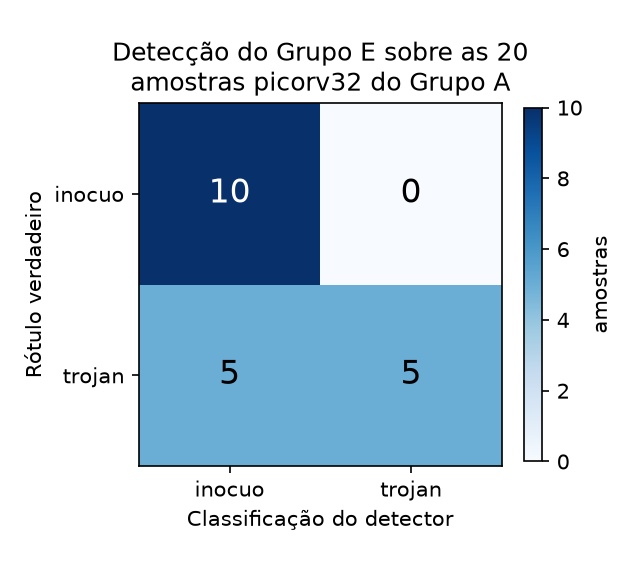 Detecção do Grupo E sobre as 20
amostras picorv32 do Grupo A
Rótulo verdadeiro
inocuo
10
0
trojan
5
5
inocuo
trojan
Classificação do detector
10
8
6
4
2
0
amostras